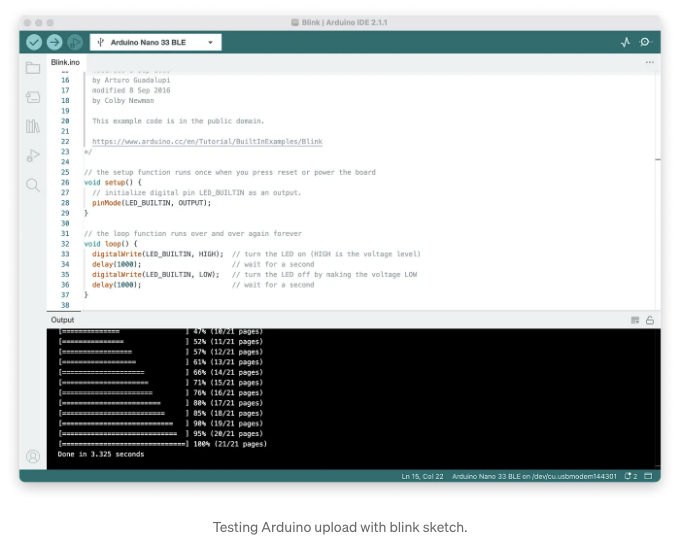 Blink | Arduino IDE 2.1.1
Arduino Nano 33 BLE
Blink.ino
16 by Arturo Guadalupi
17 modified 8 Sep 2016
18 by Colby Newman
19
20 This example code is in the public domain.
21
22 https://www.arduino.cc/en/Tutorial/BuiltInExamples/Blink
23 */
24
25 // the setup function runs once when you press reset or power the board
26 void setup() {
27 // initialize digital pin LED_BUILTIN as an output.
28 pinMode(LED_BUILTIN, OUTPUT);
29 }
30
31 // the loop function runs over and over again forever
32 void loop() {
33 digitalWrite(LED_BUILTIN, HIGH); // turn the LED on (HIGH is the voltage level)
34 delay(1000); // wait for a second
35 digitalWrite(LED_BUILTIN, LOW); // turn the LED off by making the voltage LOW
36 delay(1000); // wait for a second
37 }
38
Output
[============== ] 47% (10/21 pages)
[=============== ] 52% (11/21 pages)
[================= ] 57% (12/21 pages)
[================== ] 61% (13/21 pages)
[==================== ] 66% (14/21 pages)
[===================== ] 71% (15/21 pages)
[====================== ] 76% (16/21 pages)
[======================== ] 80% (17/21 pages)
[========================= ] 85% (18/21 pages)
[=========================== ] 90% (19/21 pages)
[============================ ] 95% (20/21 pages)
[==============================] 100% (21/21 pages)
Done in 3.325 seconds
Ln 15, Col 22 Arduino Nano 33 BLE on /dev/cu.usbmodem144301 2
Testing Arduino upload with blink sketch.